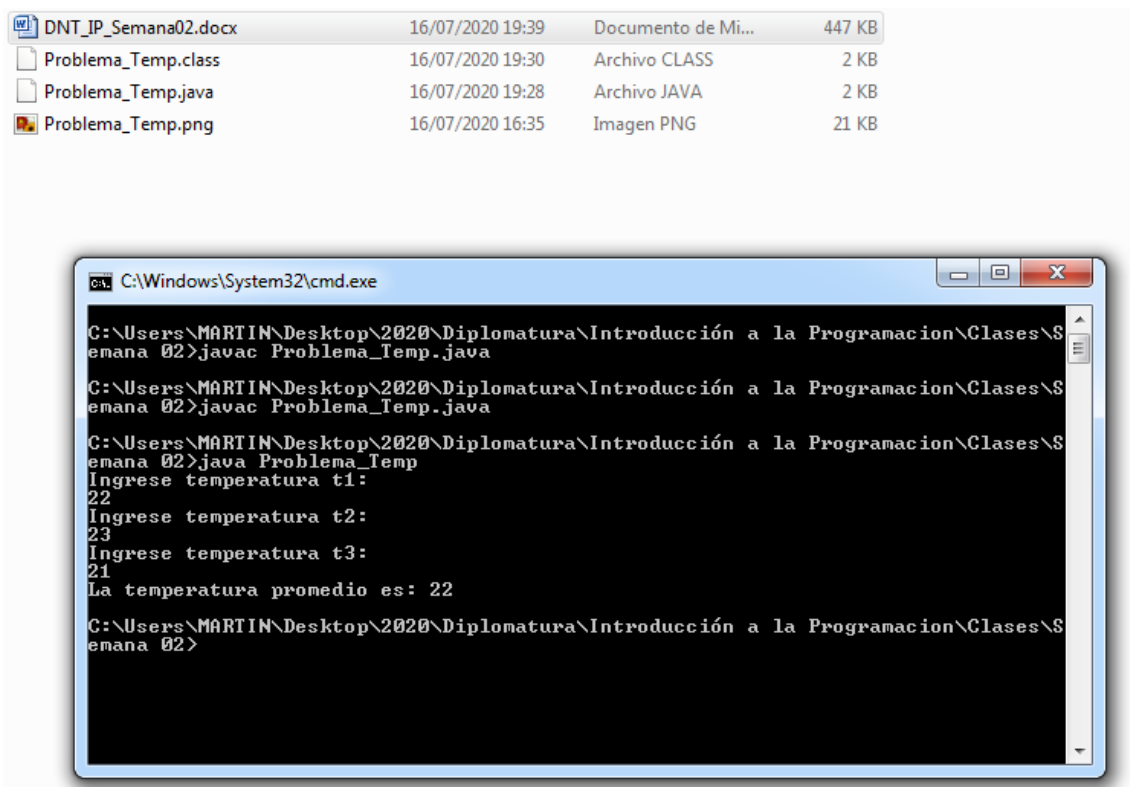 DNT_IP_Semana02.docx 16/07/2020 19:39 Documento de Mi... 447 KB
Problema_Temp.class 16/07/2020 19:30 Archivo CLASS 2 KB
Problema_Temp.java 16/07/2020 19:28 Archivo JAVA 2 KB
Problema_Temp.png 16/07/2020 16:35 Imagen PNG 21 KB
C:\Windows\System32\cmd.exe
C:\Users\MARTIN\Desktop\2020\Diplomatura\Introducción a la Programacion\Clases\S
emana 02>javac Problema_Temp.java
C:\Users\MARTIN\Desktop\2020\Diplomatura\Introducción a la Programacion\Clases\S
emana 02>javac Problema_Temp.java
C:\Users\MARTIN\Desktop\2020\Diplomatura\Introducción a la Programacion\Clases\S
emana 02>java Problema_Temp
Ingrese temperatura t1:
22
Ingrese temperatura t2:
23
Ingrese temperatura t3:
21
La temperatura promedio es: 22
C:\Users\MARTIN\Desktop\2020\Diplomatura\Introducción a la Programacion\Clases\S
emana 02>